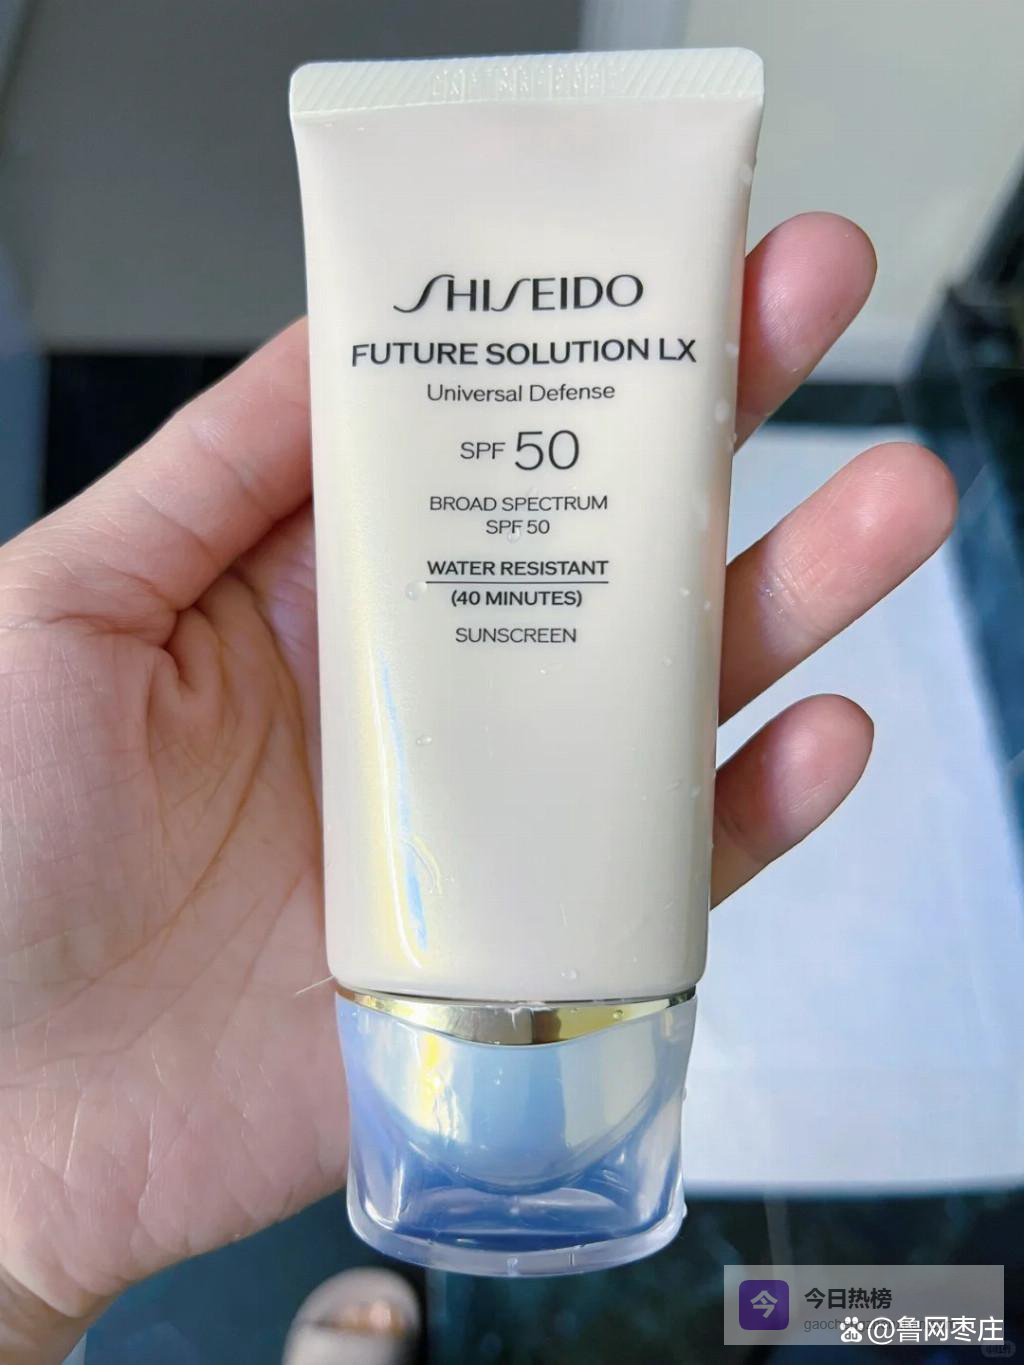 SHISEIDO
FUTURE SOLUTION LX
Universal Defense
SPF 50
BROAD SPECTRUM
SPF 50
WATER RESISTANT
(40 MINUTES)
SUNSCREEN
今 今日热榜
@鲁网枣庄